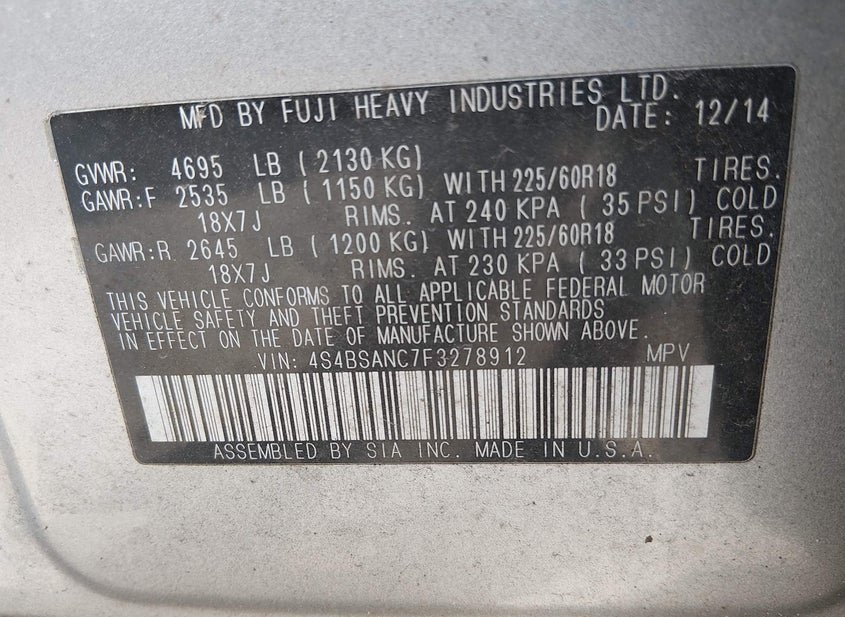 MFD BY FUJI HEAVY INDUSTRIES LTD.
DATE: 12/14
GVWR: 4695 LB ( 2130 KG)
GAWR:F 2535 LB ( 1150 KG) WITH 225/60R18 TIRES.
18X7J RIMS. AT 240 KPA ( 35 PSI) COLD
GAWR:R 2645 LB ( 1200 KG) WITH 225/60R18 TIRES.
18X7J RIMS. AT 230 KPA ( 33 PSI) COLD
THIS VEHICLE CONFORMS TO ALL APPLICABLE FEDERAL MOTOR
VEHICLE SAFETY AND THEFT PREVENTION STANDARDS
IN EFFECT ON THE DATE OF MANUFACTURE SHOWN ABOVE.
VIN: 4S4BSANC7F3278912 MPV
ASSEMBLED BY SIA INC. MADE IN U.S.A.